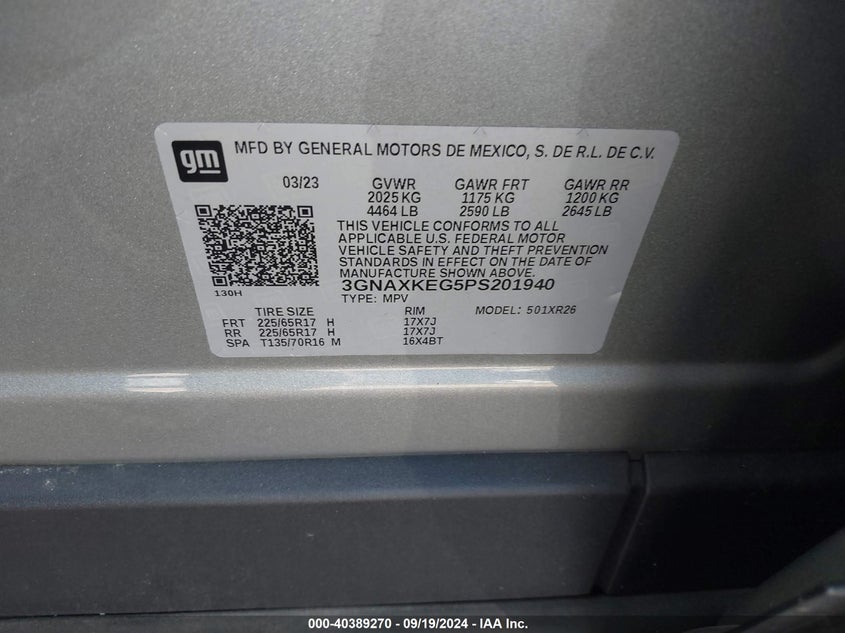 gm MFD BY GENERAL MOTORS DE MEXICO, S. DE R.L. DE C.V.
03/23 GVWR GAWR FRT GAWR RR
2025 KG 1175 KG 1200 KG
4464 LB 2590 LB 2645 LB
THIS VEHICLE CONFORMS TO ALL
APPLICABLE U.S. FEDERAL MOTOR
VEHICLE SAFETY AND THEFT PREVENTION
STANDARDS IN EFFECT ON THE DATE OF
MANUFACTURE SHOWN ABOVE.
3GNAXKEG5PS201940
130H TYPE: MPV
TIRE SIZE RIM MODEL: 501XR26
FRT 225/65R17 H 17X7J
RR 225/65R17 H 17X7J
SPA T135/70R16 M 16X4BT
000-40389270 - 09/19/2024 - IAA Inc.